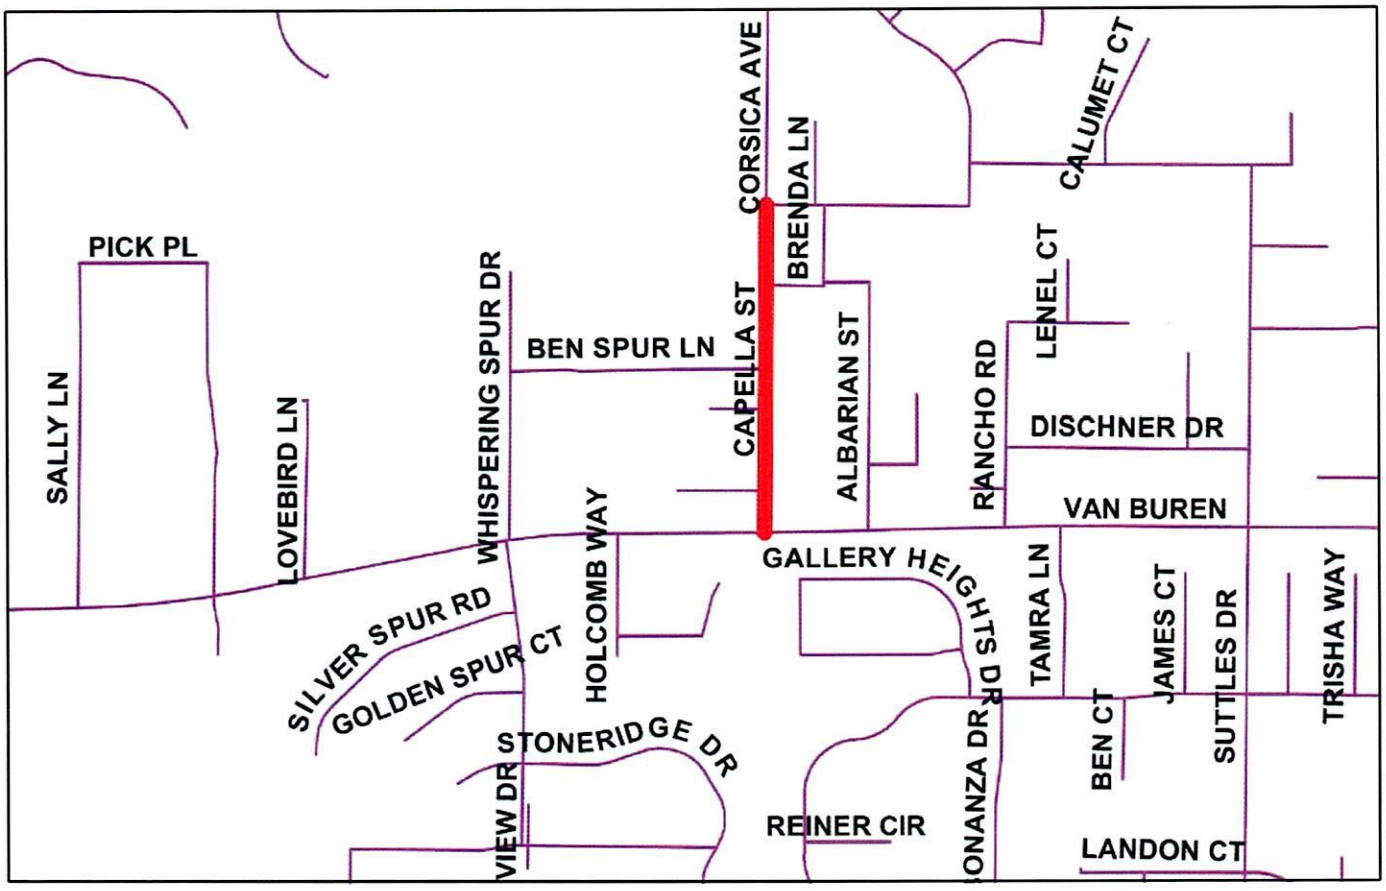 CORSICA AVE
CALUMET CT
BRENDA LN
PICK PL
WHISPERING SPUR DR
LENEL CT
BEN SPUR LN
CAPELLA ST
ALBARIAN ST
RANCHO RD
SALLY LN
LOVEBIRD LN
DISCHNER DR
VAN BUREN
HOLCOMB WAY
GALLERY HEIGHTS DR
TAMRA LN
JAMES CT
SUTTLES DR
TRISHA WAY
SILVER SPUR RD
GOLDEN SPUR CT
STONERIDGE DR
BEN CT
ONANZA DR
VIEW DR
REINER CIR
LANDON CT